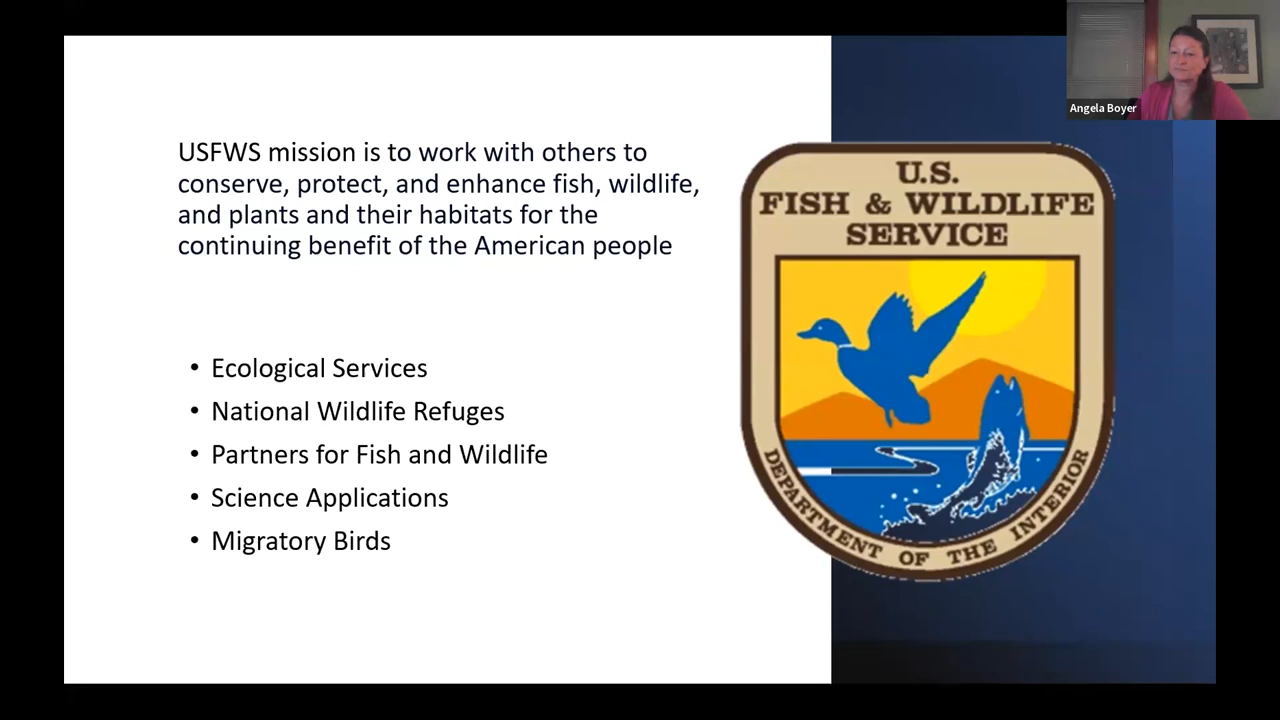 Angela Boyer
USFWS mission is to work with others to
conserve, protect, and enhance fish, wildlife,
and plants and their habitats for the
continuing benefit of the American people
• Ecological Services
• National Wildlife Refuges
• Partners for Fish and Wildlife
• Science Applications
• Migratory Birds
U.S.
FISH & WILDLIFE
SERVICE
DEPARTMENT OF THE INTERIOR